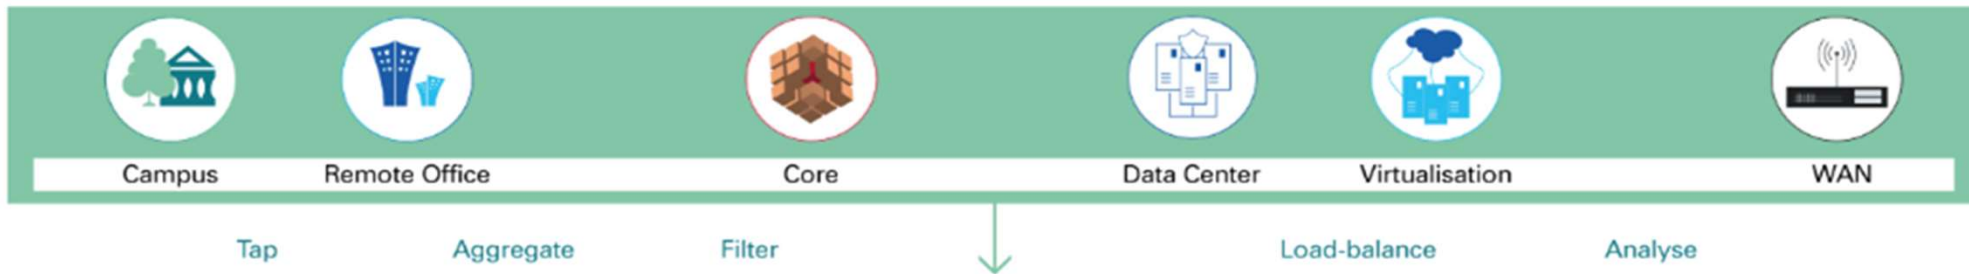 Campus Remote Office Core Data Center Virtualisation WAN
Tap Aggregate Filter Load-balance Analyse